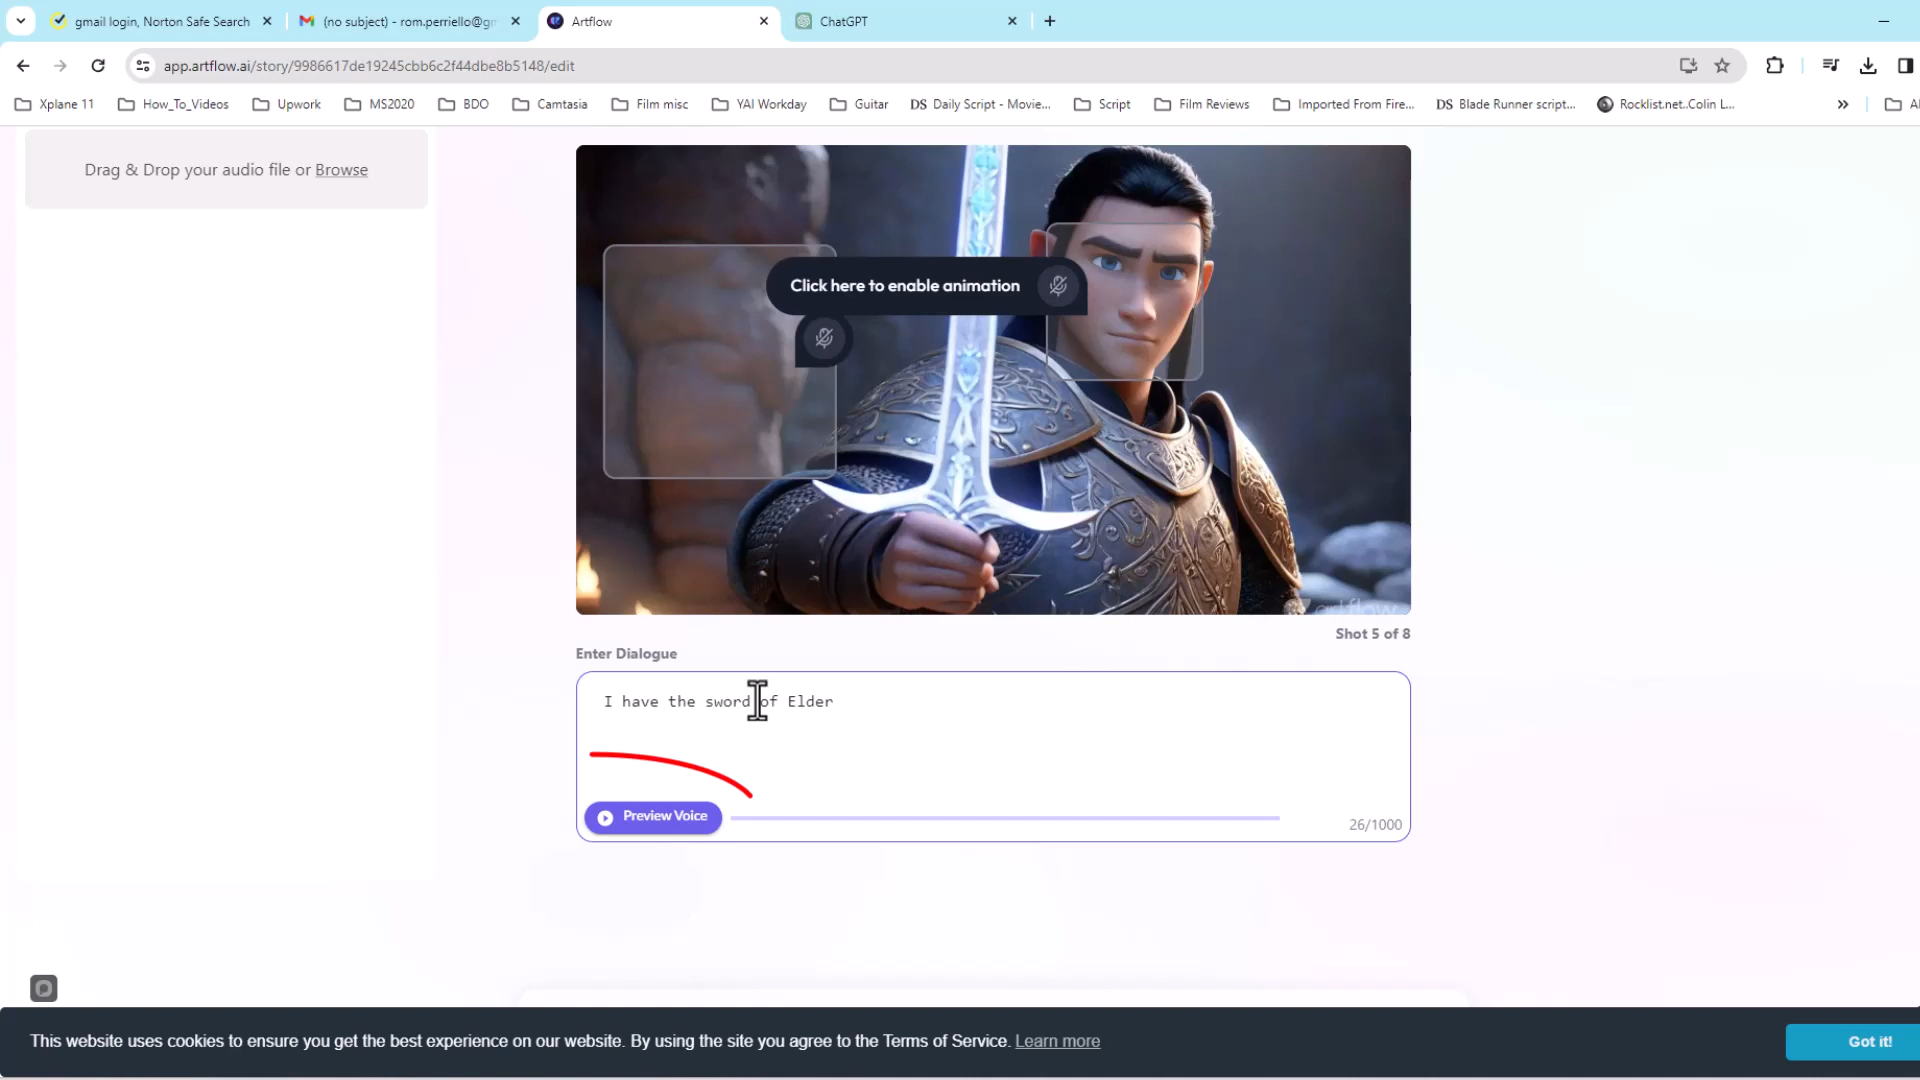 gmail login, Norton Safe Search
(no subject) - rom.perriello@gm
Artflow
ChatGPT
app.artflow.ai/story/9986617de19245cbb6c2f44dbe8b5148/edit
Xplane 11
How_To_Videos
Upwork
MS2020
BDO
Camtasia
Film misc
YAI Workday
Guitar
DS Daily Script - Movie...
Script
Film Reviews
Imported From Fire...
DS Blade Runner script...
Rocklist.net..Colin L...
Drag & Drop your audio file or Browse
Click here to enable animation
artflow
Shot 5 of 8
Enter Dialogue
I have the sword of Elder
Preview Voice
26/1000
This website uses cookies to ensure you get the best experience on our website. By using the site you agree to the Terms of Service. Learn more
Got it!